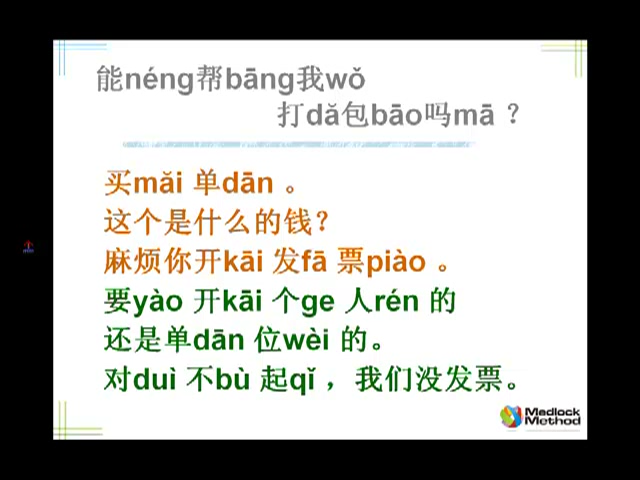 能néng帮bāng我wǒ
打dǎ包bāo吗mā ?
买mǎi 单dān 。
这个是什么的钱?
麻烦你开kāi 发fā 票piào 。
要yào 开kāi 个ge 人rén 的
还是单dān 位wèi 的。
对duì 不bù 起qǐ ，我们没发票。
Medlock
Method